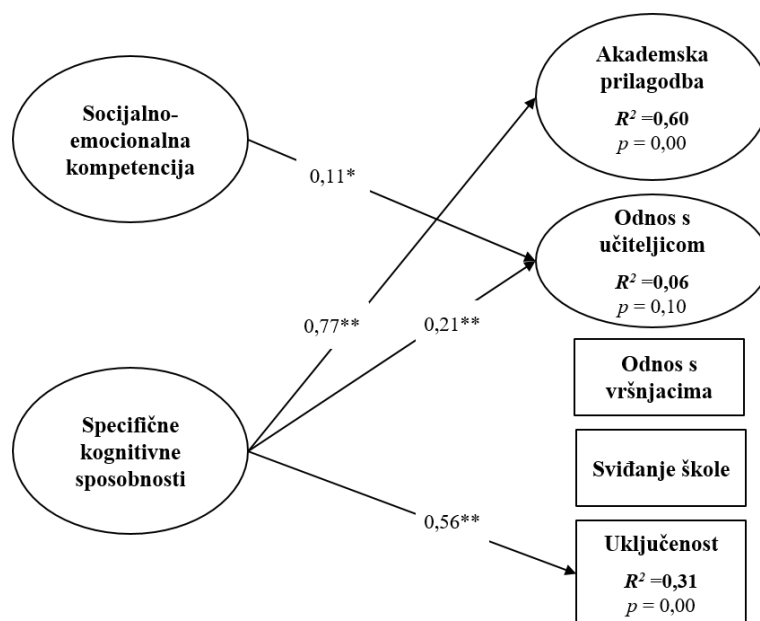 Socijalno-
emocionalna
kompetencija
Akademska
prilagodba
R² =0,60
p = 0,00
0,11*
Odnos s
učiteljicom
R² =0,06
p = 0,10
0,77**
0,21**
Odnos s
vršnjacima
Specifične
kognitivne
sposobnosti
Sviđanje škole
0,56**
Uključenost
R² =0,31
p = 0,00